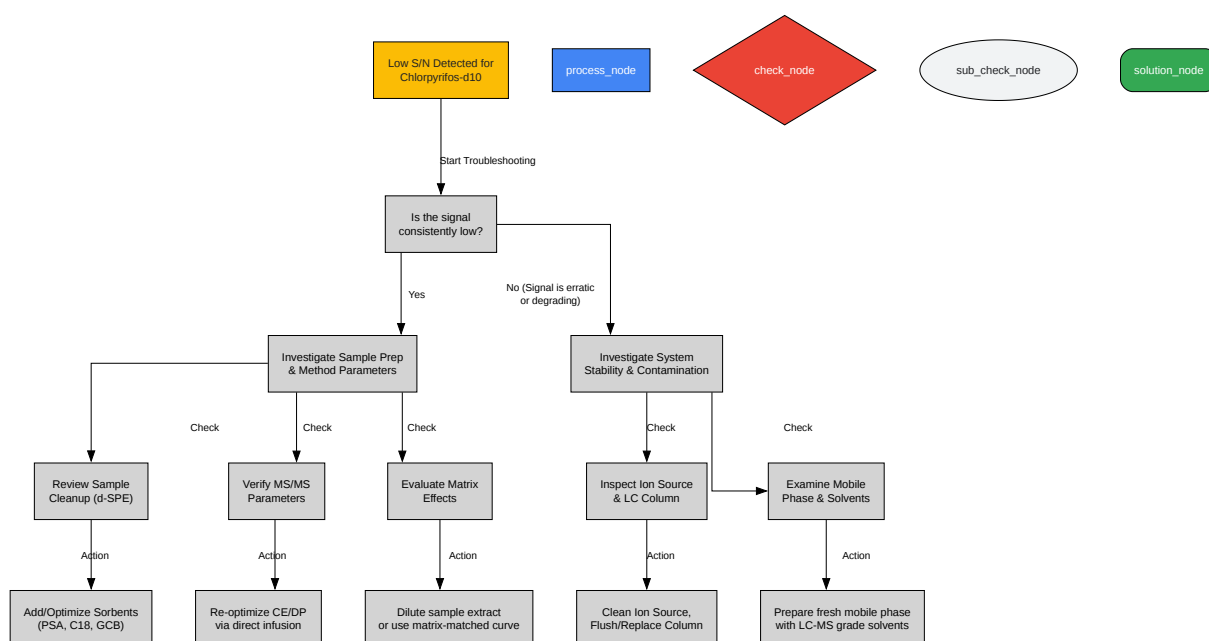 Low S/N Detected for
Chlorpyrifos-d10
process_node
check_node
sub_check_node
solution_node
Start Troubleshooting
Is the signal
consistently low?
Yes
No (Signal is erratic
or degrading)
Investigate Sample Prep
& Method Parameters
Investigate System
Stability & Contamination
Check
Check
Check
Check
Check
Review Sample
Cleanup (d-SPE)
Verify MS/MS
Parameters
Evaluate Matrix
Effects
Inspect Ion Source
& LC Column
Examine Mobile
Phase & Solvents
Action
Action
Action
Action
Action
Add/Optimize Sorbents
(PSA, C18, GCB)
Re-optimize CE/DP
via direct infusion
Dilute sample extract
or use matrix-matched curve
Clean Ion Source,
Flush/Replace Column
Prepare fresh mobile phase
with LC-MS grade solvents